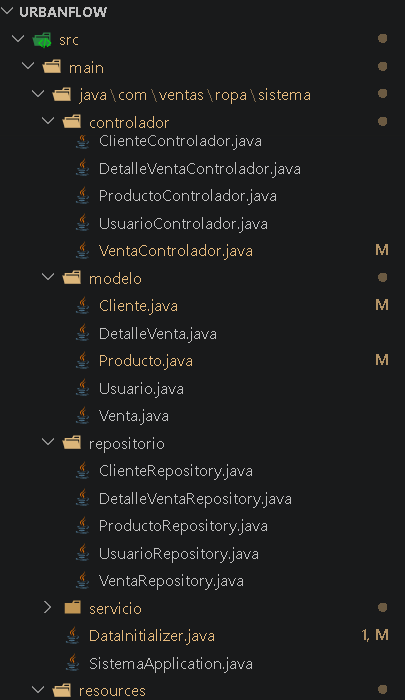 URBANFLOW
src
main
java\com\ventas\ropa\sistema
controlador
ClienteControlador.java
DetalleVentaControlador.java
ProductoControlador.java
UsuarioControlador.java
VentaControlador.java M
modelo
Cliente.java M
DetalleVenta.java
Producto.java M
Usuario.java
Venta.java
repositorio
ClienteRepository.java
DetalleVentaRepository.java
ProductoRepository.java
UsuarioRepository.java
VentaRepository.java
servicio
DataInitializer.java 1, M
SistemaApplication.java
resources